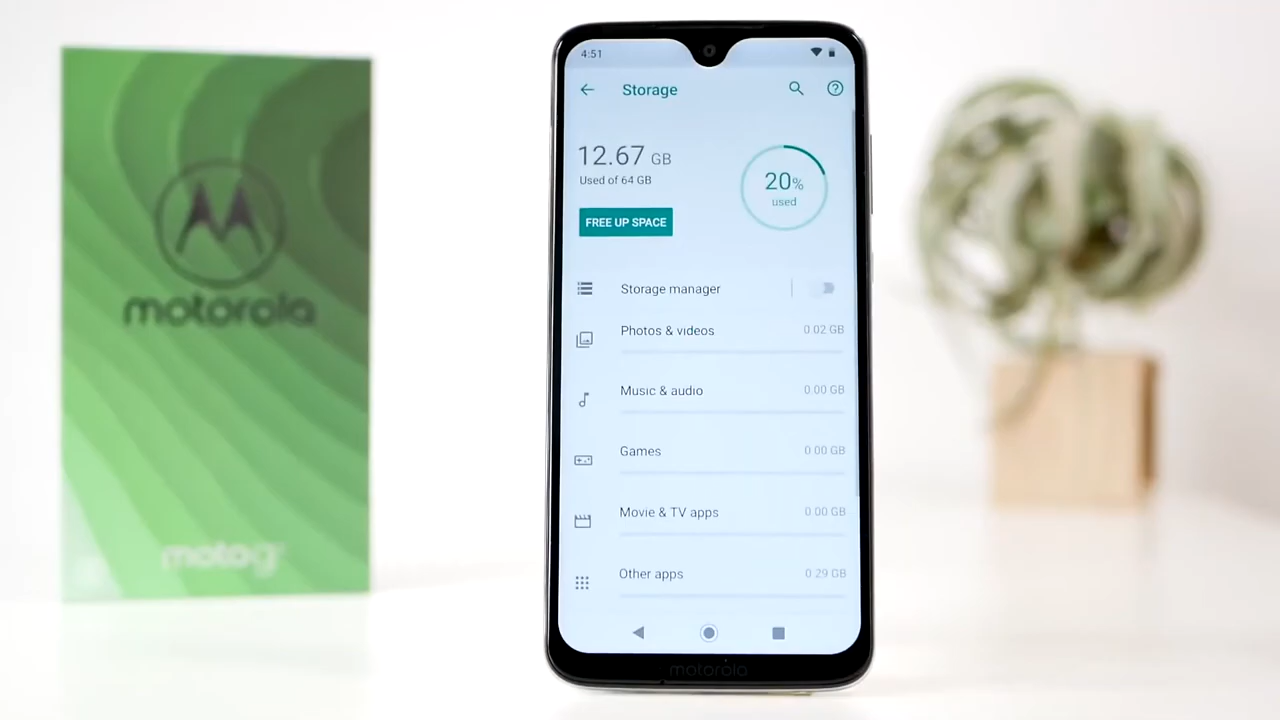 motorola
moto g⁷
4:51
Storage
12.67 GB
Used of 64 GB
20%
used
FREE UP SPACE
Storage manager
Photos & videos 0.02 GB
Music & audio 0.00 GB
Games 0.00 GB
Movie & TV apps 0.00 GB
Other apps 0.29 GB
motorola